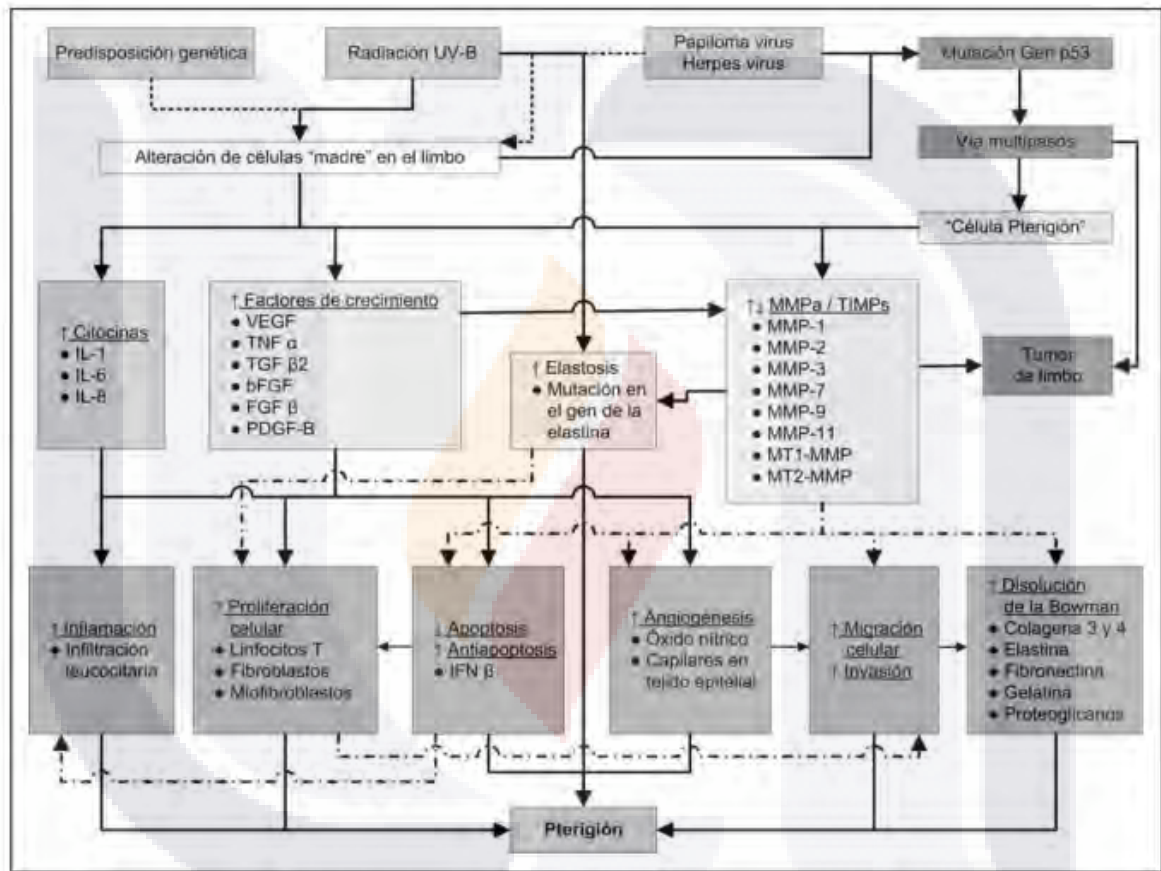 Predisposición genética
Radiación UV-B
Papiloma virus
Herpes virus
Mutación Gen p53
Alteración de células "madre" en el limbo
Vía multipasos
"Célula Pterigión"
↑ Citocinas
● IL-1
● IL-6
● IL-8
↑ Factores de crecimiento
● VEGF
● TNF α
● TGF β2
● bFGF
● FGF β
● PDGF-B
↑ Elastosis
● Mutación en
el gen de la
elastina
↑↓ MMPa / TIMPs
● MMP-1
● MMP-2
● MMP-3
● MMP-7
● MMP-9
● MMP-11
● MT1-MMP
● MT2-MMP
Tumor
de limbo
↑ Inflamación
◆ Infiltración
leucocitaria
↑ Proliferación
celular
◆ Linfocitos T
◆ Fibroblastos
◆ Miofibroblastos
↓ Apoptosis
↑ Antiapoptosis
● IFN β
↑ Angiogénesis
● Óxido nítrico
● Capilares en
tejido epitelial
↑ Migración
celular
↑ Invasión
↑ Disolución
de la Bowman
◆ Colagena 3 y 4
◆ Elastina
◆ Fibronectina
◆ Gelatina
◆ Proteoglicanos
Pterigión